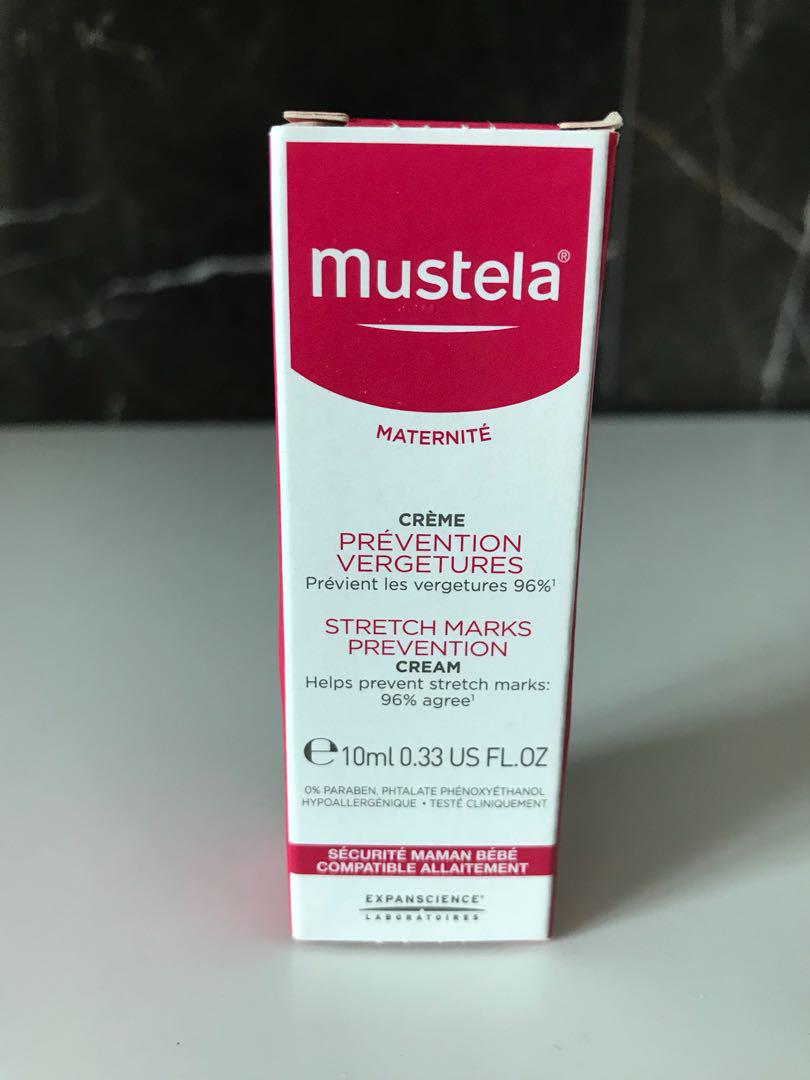 mustela®
MATERNITÉ
CRÈME
PRÉVENTION
VERGETURES
Prévient les vergetures 96%¹
STRETCH MARKS
PREVENTION
CREAM
Helps prevent stretch marks:
96% agree¹
℮ 10ml 0.33 US FL.OZ
0% PARABEN, PHTALATE PHÉNOXYÉTHANOL
HYPOALLERGÉNIQUE • TESTÉ CLINIQUEMENT
SÉCURITÉ MAMAN BÉBÉ
COMPATIBLE ALLAITEMENT
EXPANSCIENCE®
LABORATOIRES